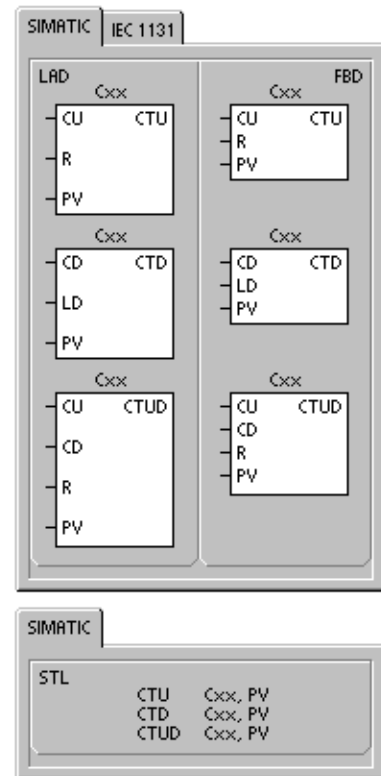 SIMATIC IEC 1131
LAD FBD
Cxx Cxx
CU CTU CU CTU
R R
PV PV
Cxx Cxx
CD CTD CD CTD
LD LD
PV PV
Cxx Cxx
CU CTUD CU CTUD
CD CD
R R
PV PV
SIMATIC
STL
CTU Cxx, PV
CTD Cxx, PV
CTUD Cxx, PV